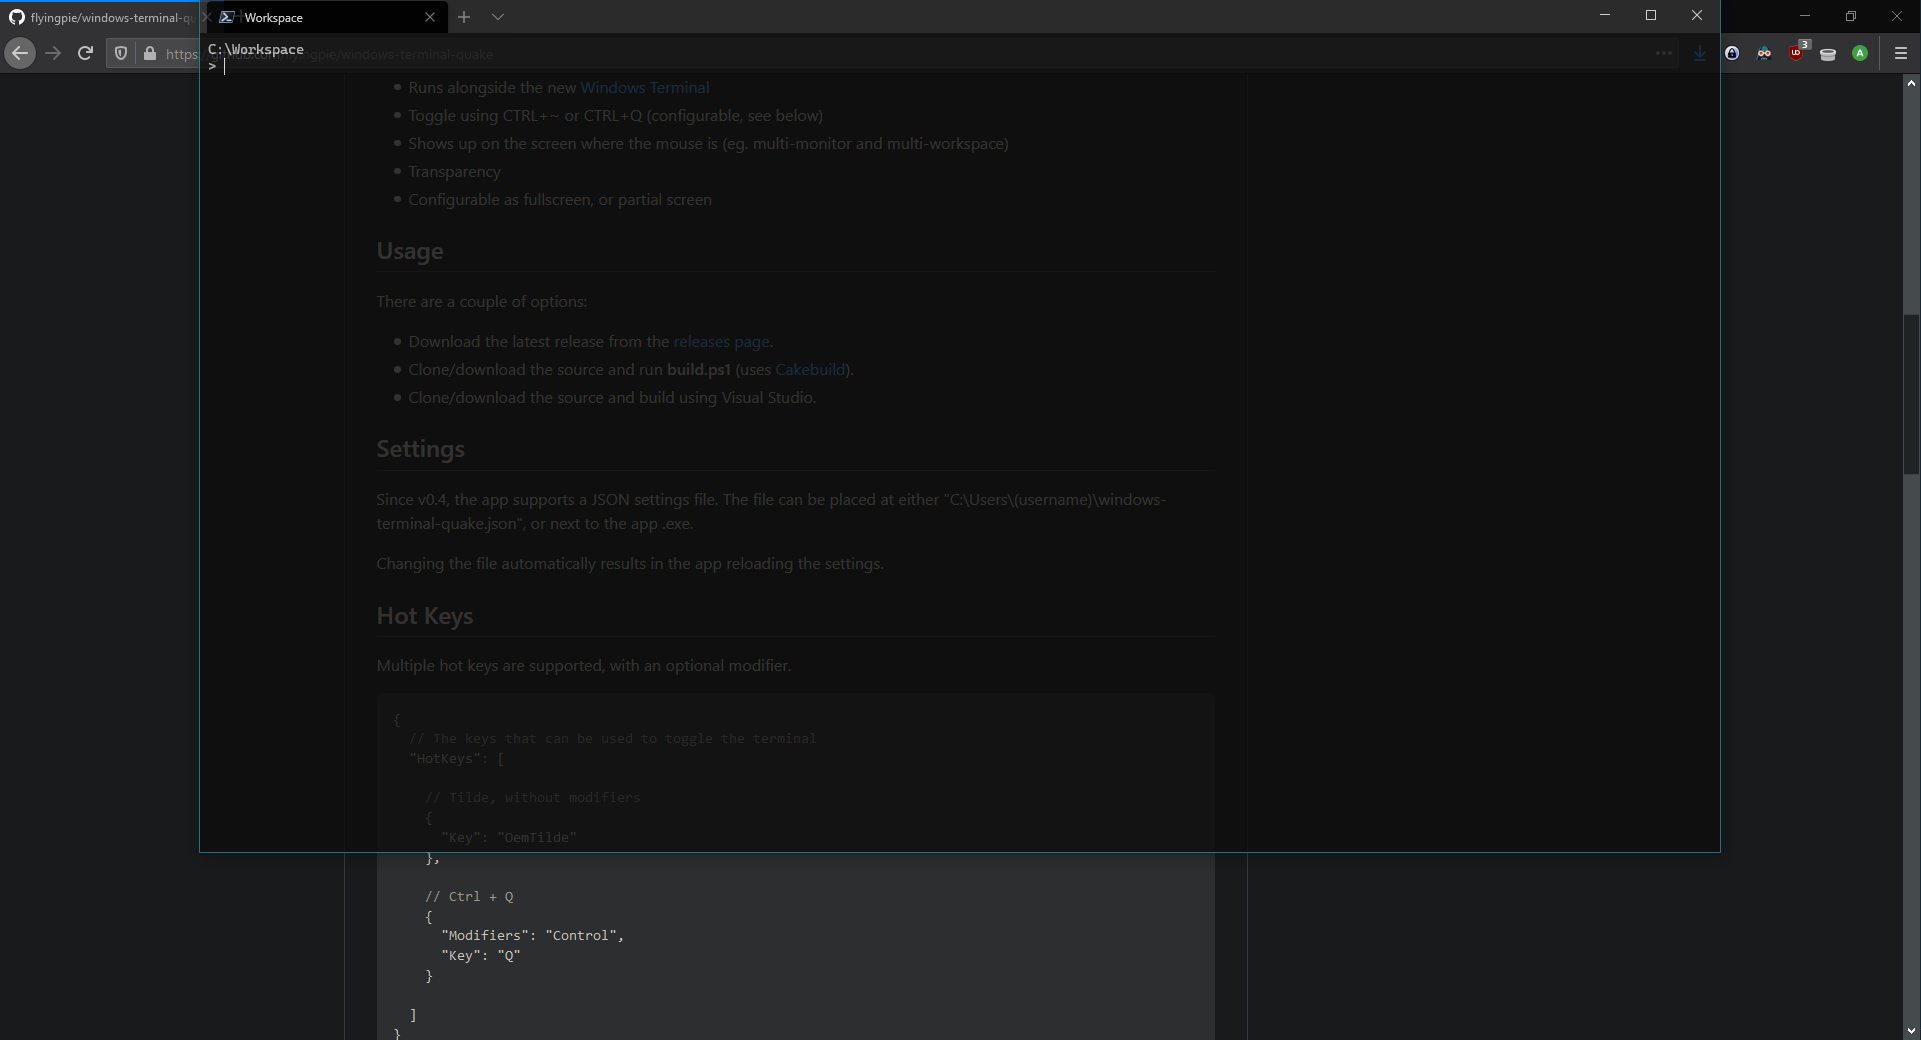 flyingpie/windows-terminal-qu
Workspace
C:\Workspace
https://github.com/flyingpie/windows-terminal-quake
>
3
UD
A
Runs alongside the new Windows Terminal
Toggle using CTRL+~ or CTRL+Q (configurable, see below)
Shows up on the screen where the mouse is (eg. multi-monitor and multi-workspace)
Transparency
Configurable as fullscreen, or partial screen
Usage
There are a couple of options:
Download the latest release from the releases page.
Clone/download the source and run build.ps1 (uses Cakebuild).
Clone/download the source and build using Visual Studio.
Settings
Since v0.4, the app supports a JSON settings file. The file can be placed at either "C:\Users\(username)\windows-
terminal-quake.json", or next to the app .exe.
Changing the file automatically results in the app reloading the settings.
Hot Keys
Multiple hot keys are supported, with an optional modifier.
{
// The keys that can be used to toggle the terminal
"HotKeys": [
// Tilde, without modifiers
{
"Key": "OemTilde"
},
// Ctrl + Q
{
"Modifiers": "Control",
"Key": "Q"
}
]
}